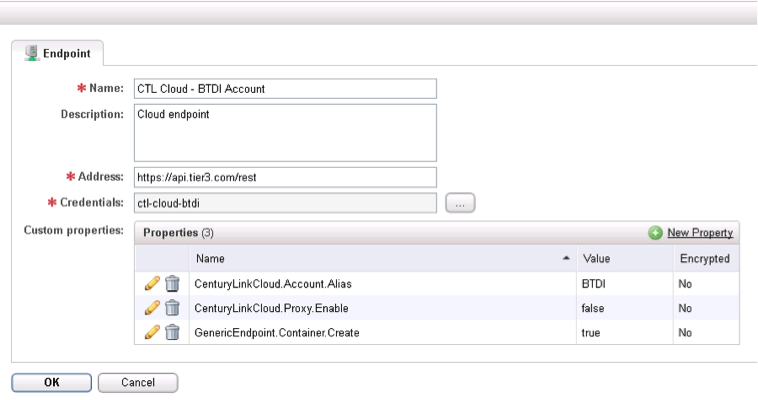 Endpoint
* Name: CTL Cloud - BTDI Account
Description: Cloud endpoint
* Address: https://api.tier3.com/rest
* Credentials: ctl-cloud-btdi ...
Custom properties: Properties (3) New Property
Name Value Encrypted
CenturyLinkCloud.Account.Alias BTDI No
CenturyLinkCloud.Proxy.Enable false No
GenericEndpoint.Container.Create true No
OK Cancel